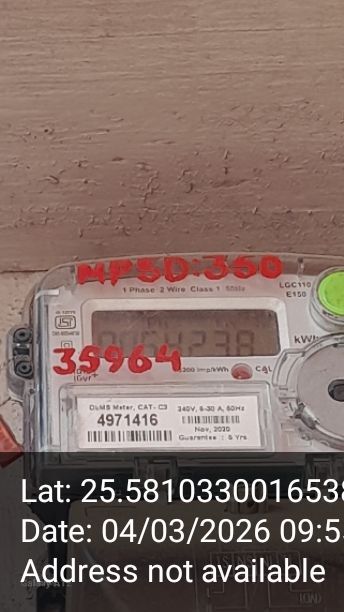 MPSD:350
1 Phase 2 Wire Class 1 50Hz
LGC110
E150
kWh
35964
3200 imp/kWh
CAL
DLMS Meter, CAT- C3
4971416
240V, 5-30 A, 50Hz
Nov, 2020
Guarantee : 5 Yrs.
Lat: 25.5810330016538
Date: 04/03/2026 09:5
Address not available